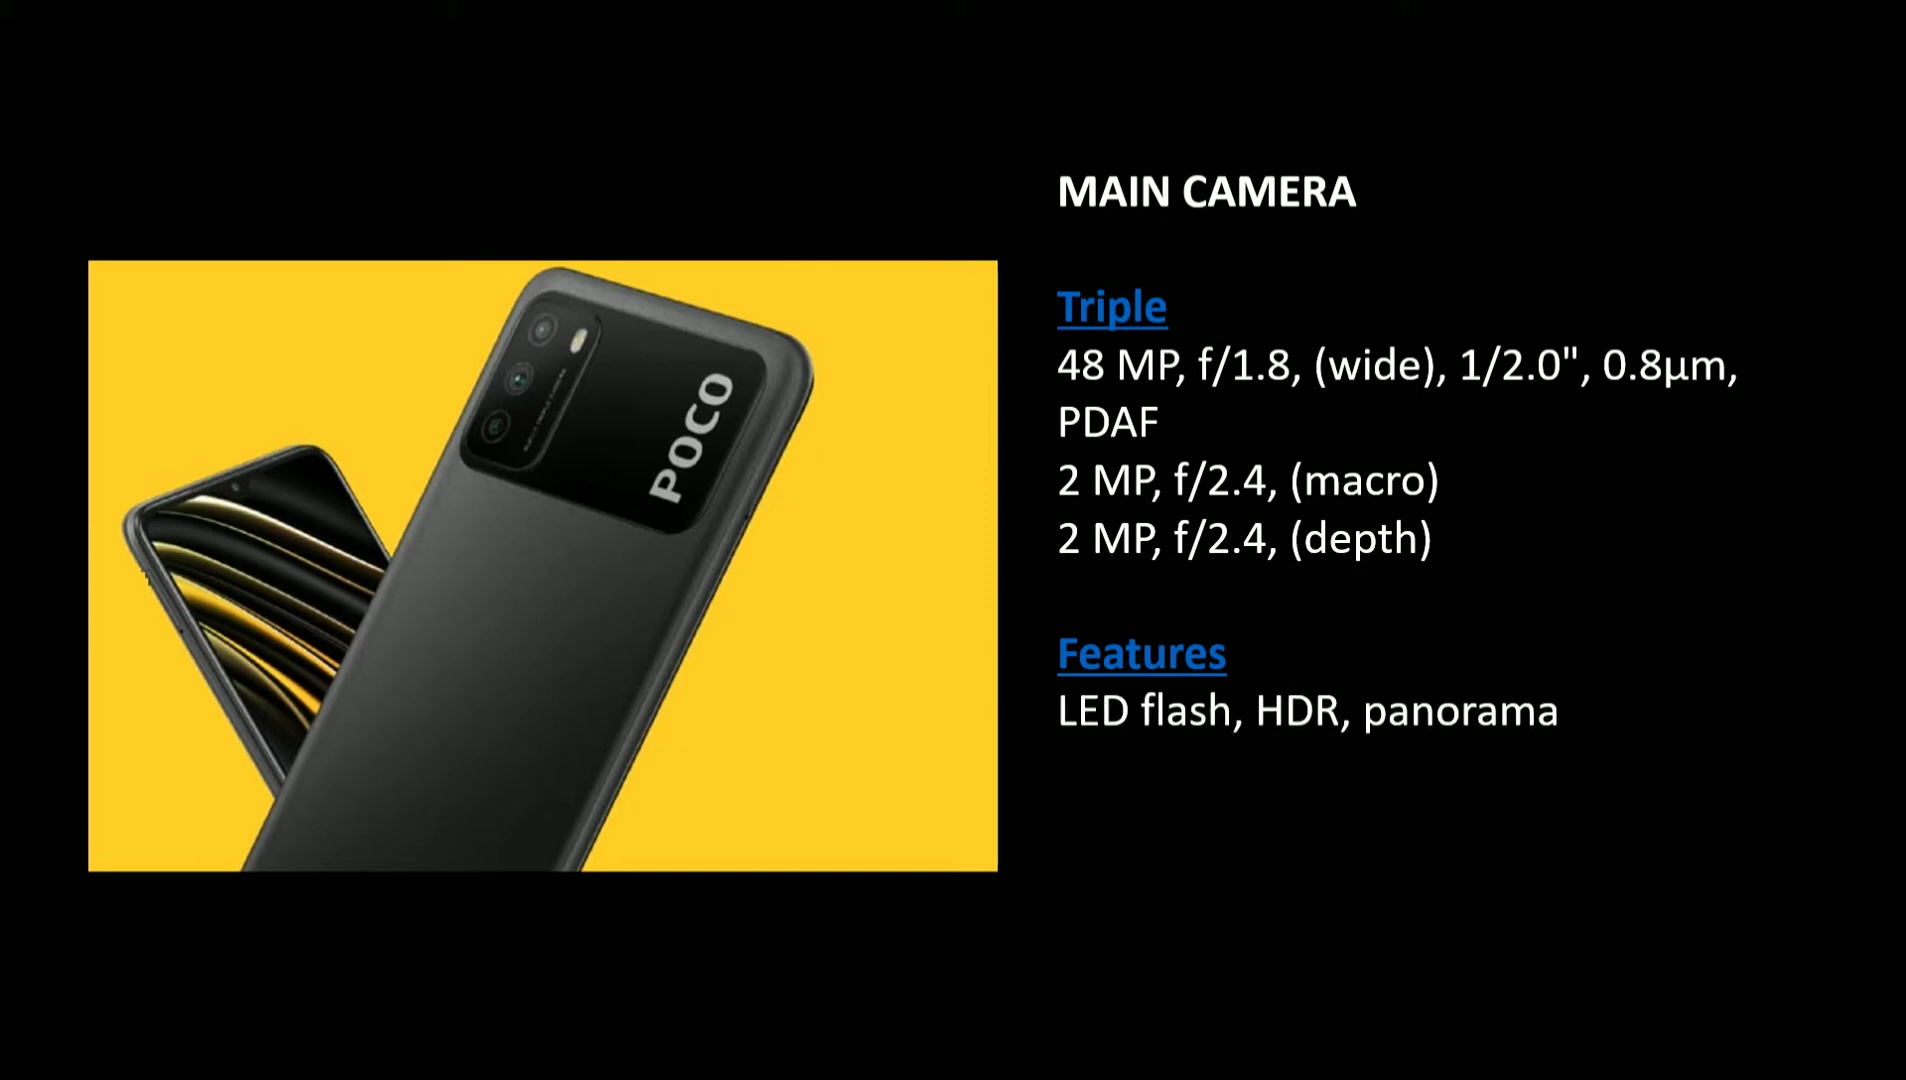 MAIN CAMERA
Triple
48 MP, f/1.8, (wide), 1/2.0", 0.8µm,
PDAF
2 MP, f/2.4, (macro)
2 MP, f/2.4, (depth)
Features
LED flash, HDR, panorama
POCO